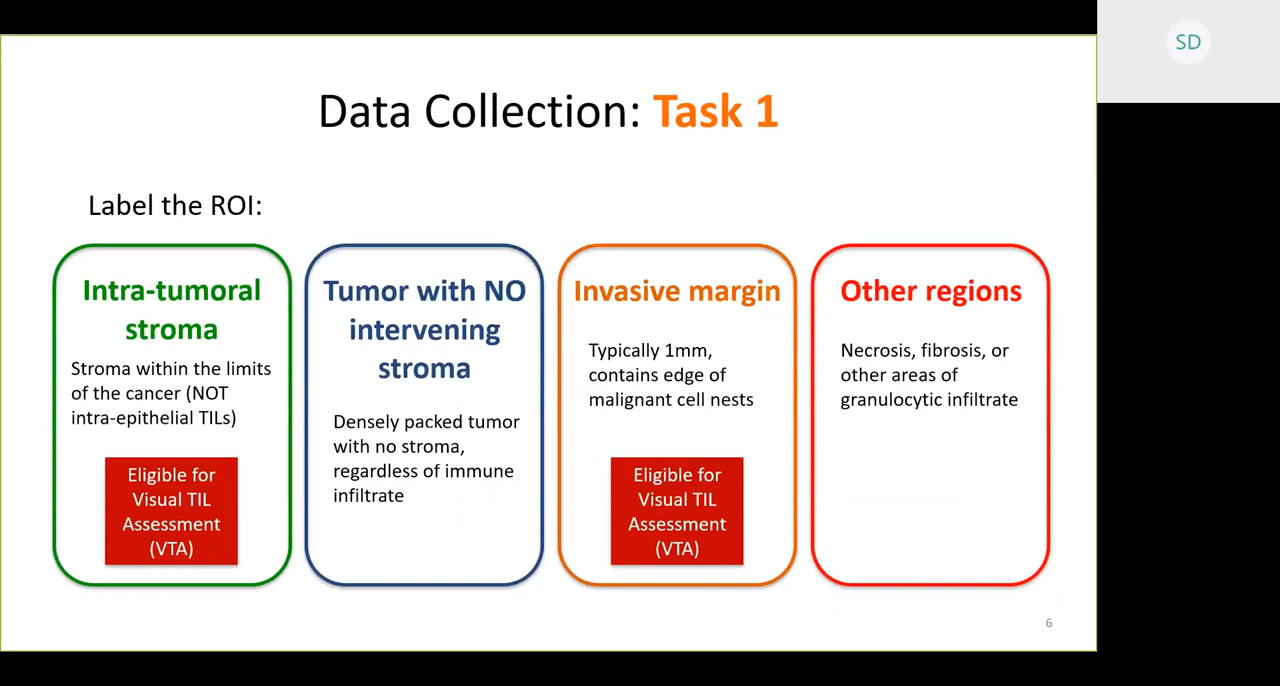 SD
Data Collection: Task 1
Label the ROI:
Intra-tumoral
stroma
Stroma within the limits
of the cancer (NOT
intra-epithelial TILs)
Eligible for
Visual TIL
Assessment
(VTA)
Tumor with NO
intervening
stroma
Densely packed tumor
with no stroma,
regardless of immune
infiltrate
Invasive margin
Typically 1mm,
contains edge of
malignant cell nests
Eligible for
Visual TIL
Assessment
(VTA)
Other regions
Necrosis, fibrosis, or
other areas of
granulocytic infiltrate
6